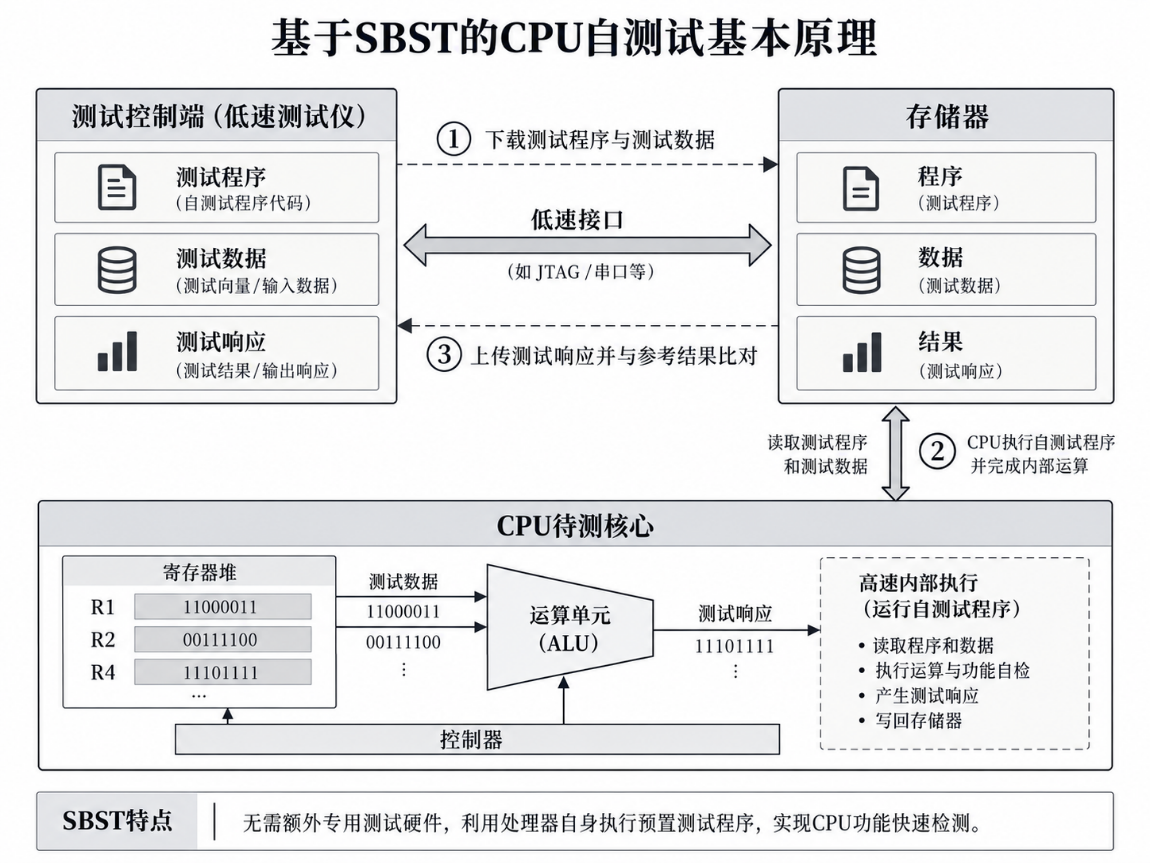 基于SBST的CPU自测试基本原理
测试控制端（低速测试仪）
测试程序
（自测试程序代码）
测试数据
（测试向量/输入数据）
测试响应
（测试结果/输出响应）
① 下载测试程序与测试数据
低速接口
（如 JTAG /串口等）
③ 上传测试响应并与参考结果比对
存储器
程序
（测试程序）
数据
（测试数据）
结果
（测试响应）
读取测试程序
和测试数据
② CPU执行自测试程序
并完成内部运算
CPU待测核心
寄存器堆
R1 11000011
R2 00111100
R4 11101111
...
测试数据
11000011
00111100
⋮
运算单元
（ALU）
测试响应
11101111
⋮
控制器
高速内部执行
（运行自测试程序）
• 读取程序和数据
• 执行运算与功能自检
• 产生测试响应
• 写回存储器
SBST特点
无需额外专用测试硬件，利用处理器自身执行预置测试程序，实现CPU功能快速检测。